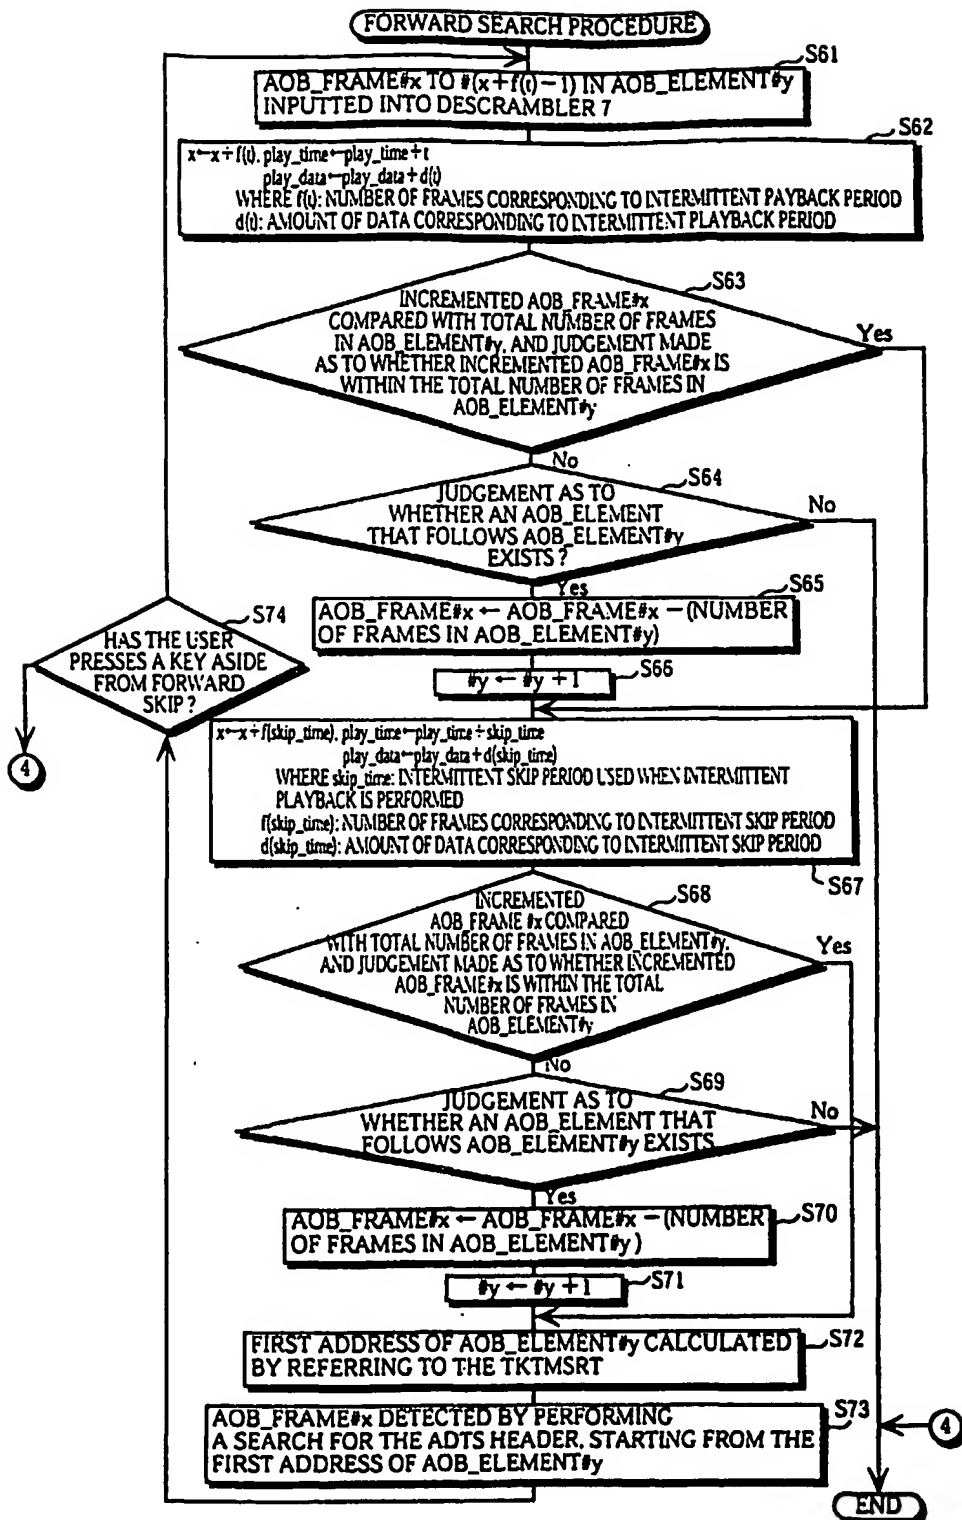 FORWARD SEARCH PROCEDURE
S61
AOB_FRAME#x TO #(x+f(t)−1) IN AOB_ELEMENT#y
INPUTTED INTO DESCRAMBLER 7
S62
x←x+f(t), play_time←play_time+t
play_data←play_data+d(t)
WHERE f(t): NUMBER OF FRAMES CORRESPONDING TO INTERMITTENT PAYBACK PERIOD
d(t): AMOUNT OF DATA CORRESPONDING TO INTERMITTENT PLAYBACK PERIOD
S63
INCREMENTED AOB_FRAME#x
COMPARED WITH TOTAL NUMBER OF FRAMES
IN AOB_ELEMENT#y, AND JUDGEMENT MADE
AS TO WHETHER INCREMENTED AOB_FRAME#x IS
WITHIN THE TOTAL NUMBER OF FRAMES IN
AOB_ELEMENT#y
Yes
No
S64
JUDGEMENT AS TO
WHETHER AN AOB_ELEMENT
THAT FOLLOWS AOB_ELEMENT#y
EXISTS ?
No
Yes
S65
AOB_FRAME#x ← AOB_FRAME#x − (NUMBER
OF FRAMES IN AOB_ELEMENT#y)
S66
#y ← #y + 1
S74
HAS THE USER
PRESSES A KEY ASIDE
FROM FORWARD
SKIP ?
4
x←x+f(skip_time), play_time←play_time+skip_time
play_data←play_data+d(skip_time)
WHERE skip_time: INTERMITTENT SKIP PERIOD USED WHEN INTERMITTENT
PLAYBACK IS PERFORMED
f(skip_time): NUMBER OF FRAMES CORRESPONDING TO INTERMITTENT SKIP PERIOD
d(skip_time): AMOUNT OF DATA CORRESPONDING TO INTERMITTENT SKIP PERIOD
S67
S68
INCREMENTED
AOB_FRAME #x COMPARED
WITH TOTAL NUMBER OF FRAMES IN AOB_ELEMENT#y,
AND JUDGEMENT MADE AS TO WHETHER INCREMENTED
AOB_FRAME#x IS WITHIN THE TOTAL
NUMBER OF FRAMES IN
AOB_ELEMENT#y
Yes
No
S69
JUDGEMENT AS TO
WHETHER AN AOB_ELEMENT THAT
FOLLOWS AOB_ELEMENT#y EXISTS
No
Yes
S70
AOB_FRAME#x ← AOB_FRAME#x − (NUMBER
OF FRAMES IN AOB_ELEMENT#y)
S71
#y ← #y + 1
S72
FIRST ADDRESS OF AOB_ELEMENT#y CALCULATED
BY REFERRING TO THE TKTMSRT
S73
AOB_FRAME#x DETECTED BY PERFORMING
A SEARCH FOR THE ADTS HEADER, STARTING FROM THE
FIRST ADDRESS OF AOB_ELEMENT#y
4
END